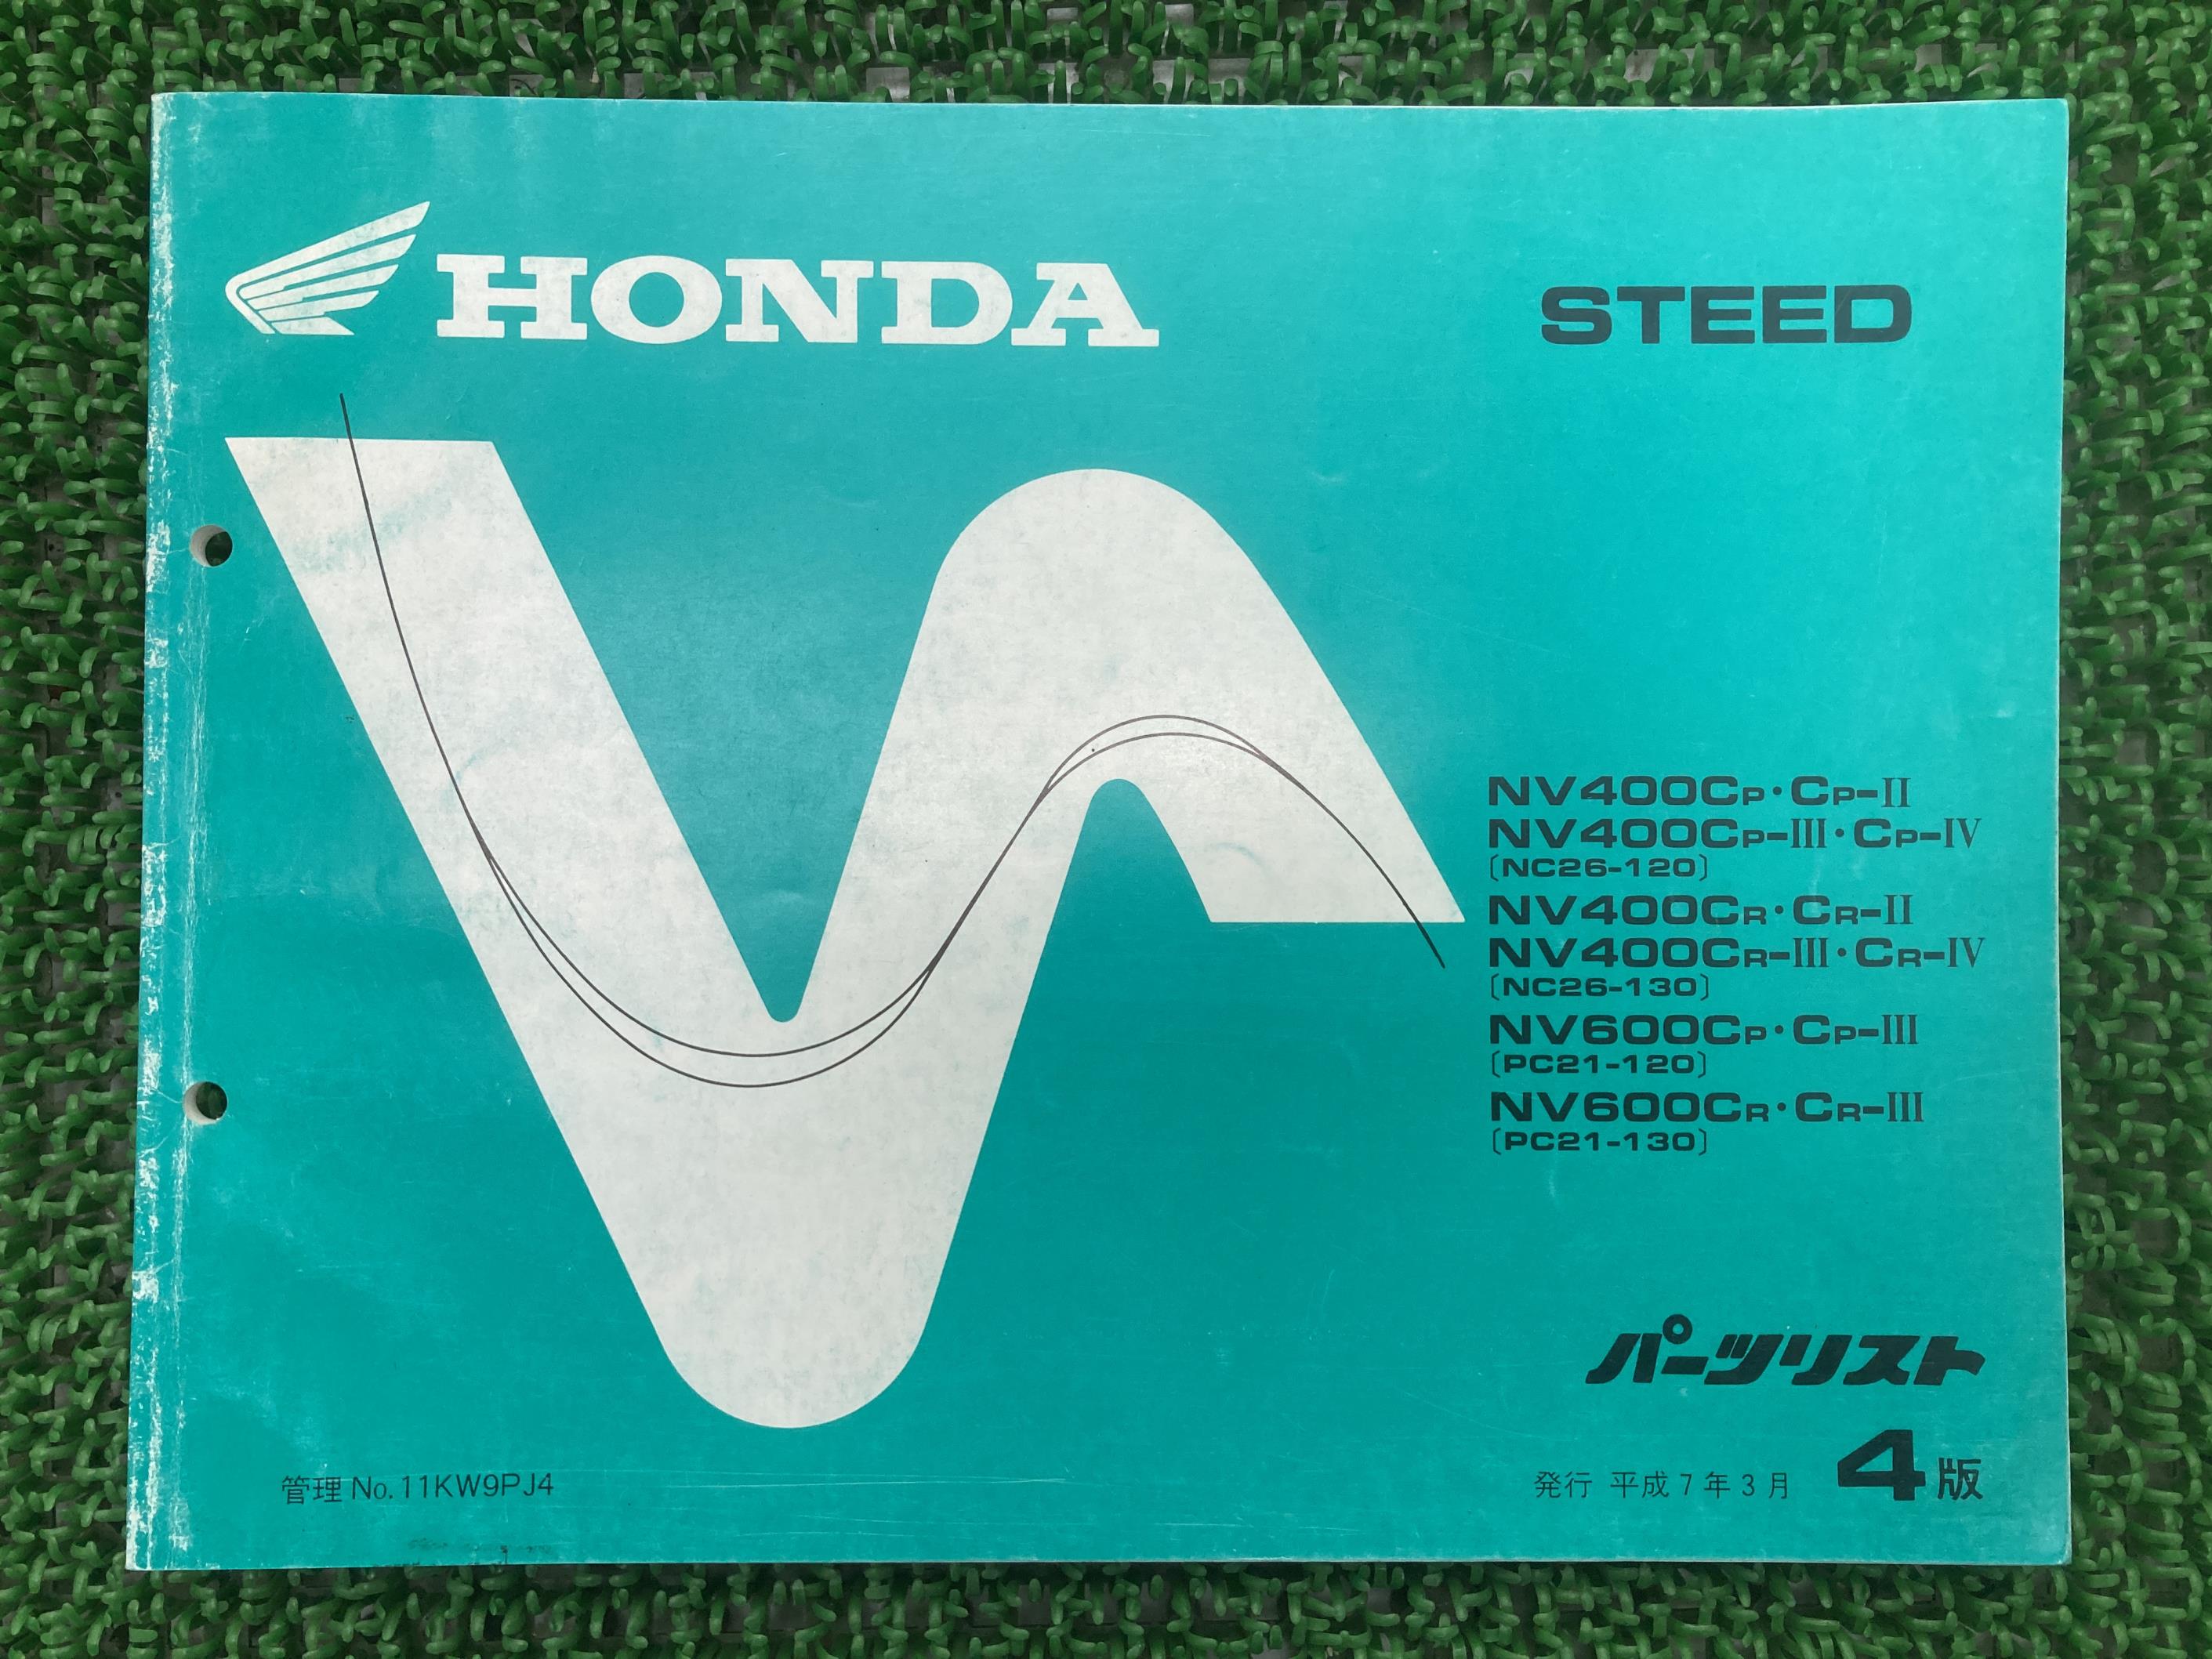 HONDA
STEED
NV400CP・CP-II
NV400CP-III・CP-IV
〔NC26-120〕
NV400CR・CR-II
NV400CR-III・CR-IV
〔NC26-130〕
NV600CP・CP-III
〔PC21-120〕
NV600CR・CR-III
〔PC21-130〕
パーツリスト
管理 No.11KW9PJ4
発行 平成7年3月 4版